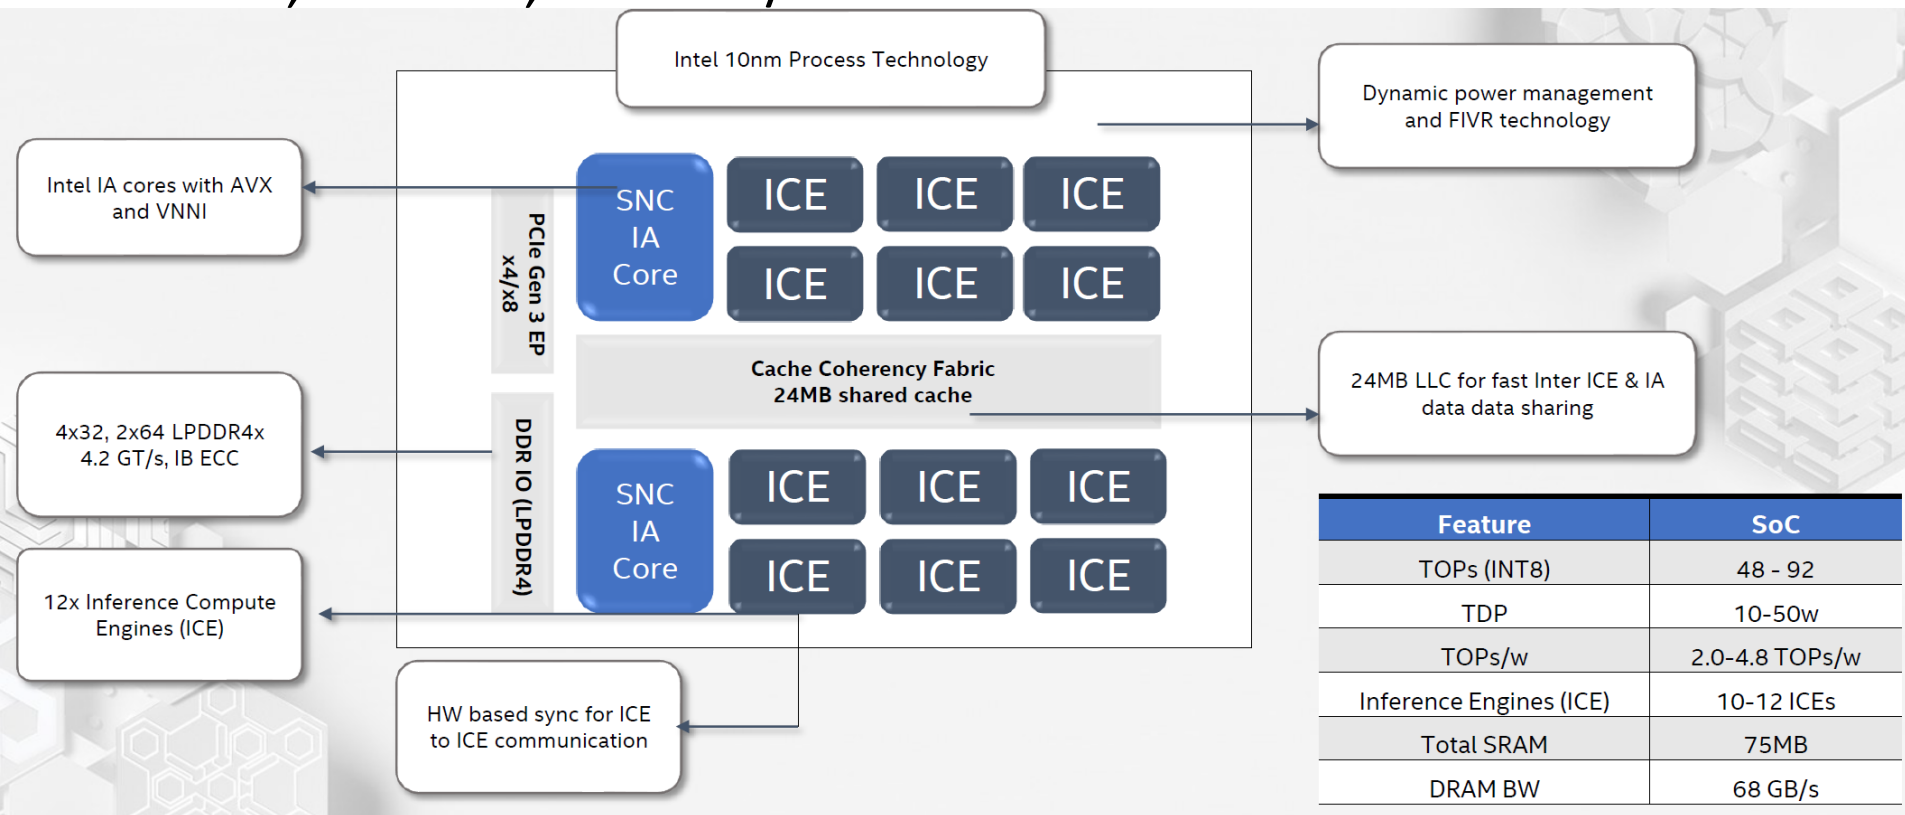 Intel 10nm Process Technology
Dynamic power management
and FIVR technology
Intel IA cores with AVX
and VNNI
PCIe Gen 3 EP
x4/x8
SNC
IA
Core
ICE
ICE
ICE
ICE
ICE
ICE
Cache Coherency Fabric
24MB shared cache
24MB LLC for fast Inter ICE & IA
data data sharing
4x32, 2x64 LPDDR4x
4.2 GT/s, IB ECC
DDR IO (LPDDR4)
SNC
IA
Core
ICE
ICE
ICE
ICE
ICE
ICE
12x Inference Compute
Engines (ICE)
HW based sync for ICE
to ICE communication
Feature SoC
TOPs (INT8) 48 - 92
TDP 10-50w
TOPs/w 2.0-4.8 TOPs/w
Inference Engines (ICE) 10-12 ICEs
Total SRAM 75MB
DRAM BW 68 GB/s